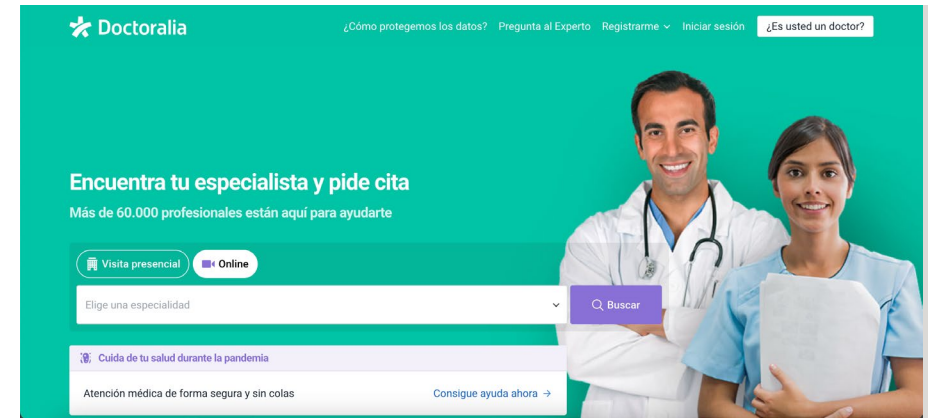 Doctoralia
¿Cómo protegemos los datos? Pregunta al Experto Registrarme Iniciar sesión ¿Es usted un doctor?
Encuentra tu especialista y pide cita
Más de 60.000 profesionales están aquí para ayudarte
Visita presencial Online
Elige una especialidad Buscar
Cuida de tu salud durante la pandemia
Atención médica de forma segura y sin colas Consigue ayuda ahora →